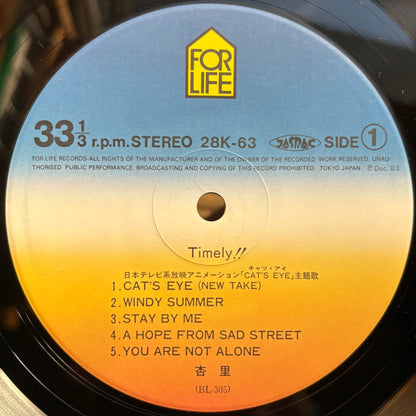 FOR
LIFE
33 1/3 r.p.m. STEREO 28K-63 JASRAC SIDE 1
FOR LIFE RECORDS·ALL RIGHTS OF THE MANUFACTURER AND OF THE OWNER OF THE RECORDED WORK RESERVED. UNAU-
THORISED PUBLIC PERFORMANCE, BROADCASTING AND COPYING OF THIS RECORD PROHIBITED. TOKYO JAPAN. ℗Dec.'83
Timely!!
キャッツ・アイ
日本テレビ系放映アニメーション「CAT'S EYE」主題歌
1. CAT'S EYE (NEW TAKE)
2. WINDY SUMMER
3. STAY BY ME
4. A HOPE FROM SAD STREET
5. YOU ARE NOT ALONE
杏里
(BL-305)